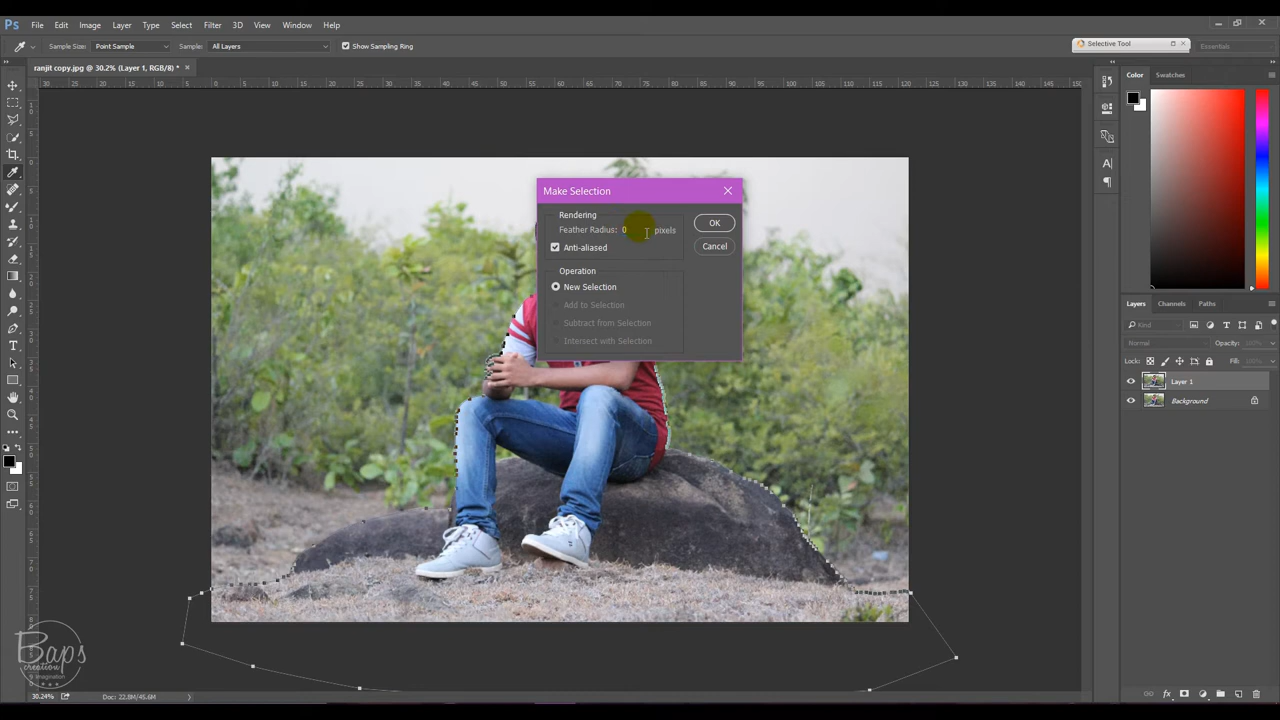 Ps File Edit Image Layer Type Select Filter 3D View Window Help
Sample Size: Point Sample Sample: All Layers Show Sampling Ring
Selective Tool
Essentials
ranjit copy.jpg @ 30.2% (Layer 1, RGB/8) *
Color Swatches
Make Selection
Rendering
Feather Radius: 0 pixels
Anti-aliased
OK
Cancel
Operation
New Selection
Add to Selection
Subtract from Selection
Intersect with Selection
Layers Channels Paths
Kind
Normal Opacity:
Lock: Fill:
Layer 1
Background
Baps
creation
imagination
30.24% Doc: 22.8M/45.6M